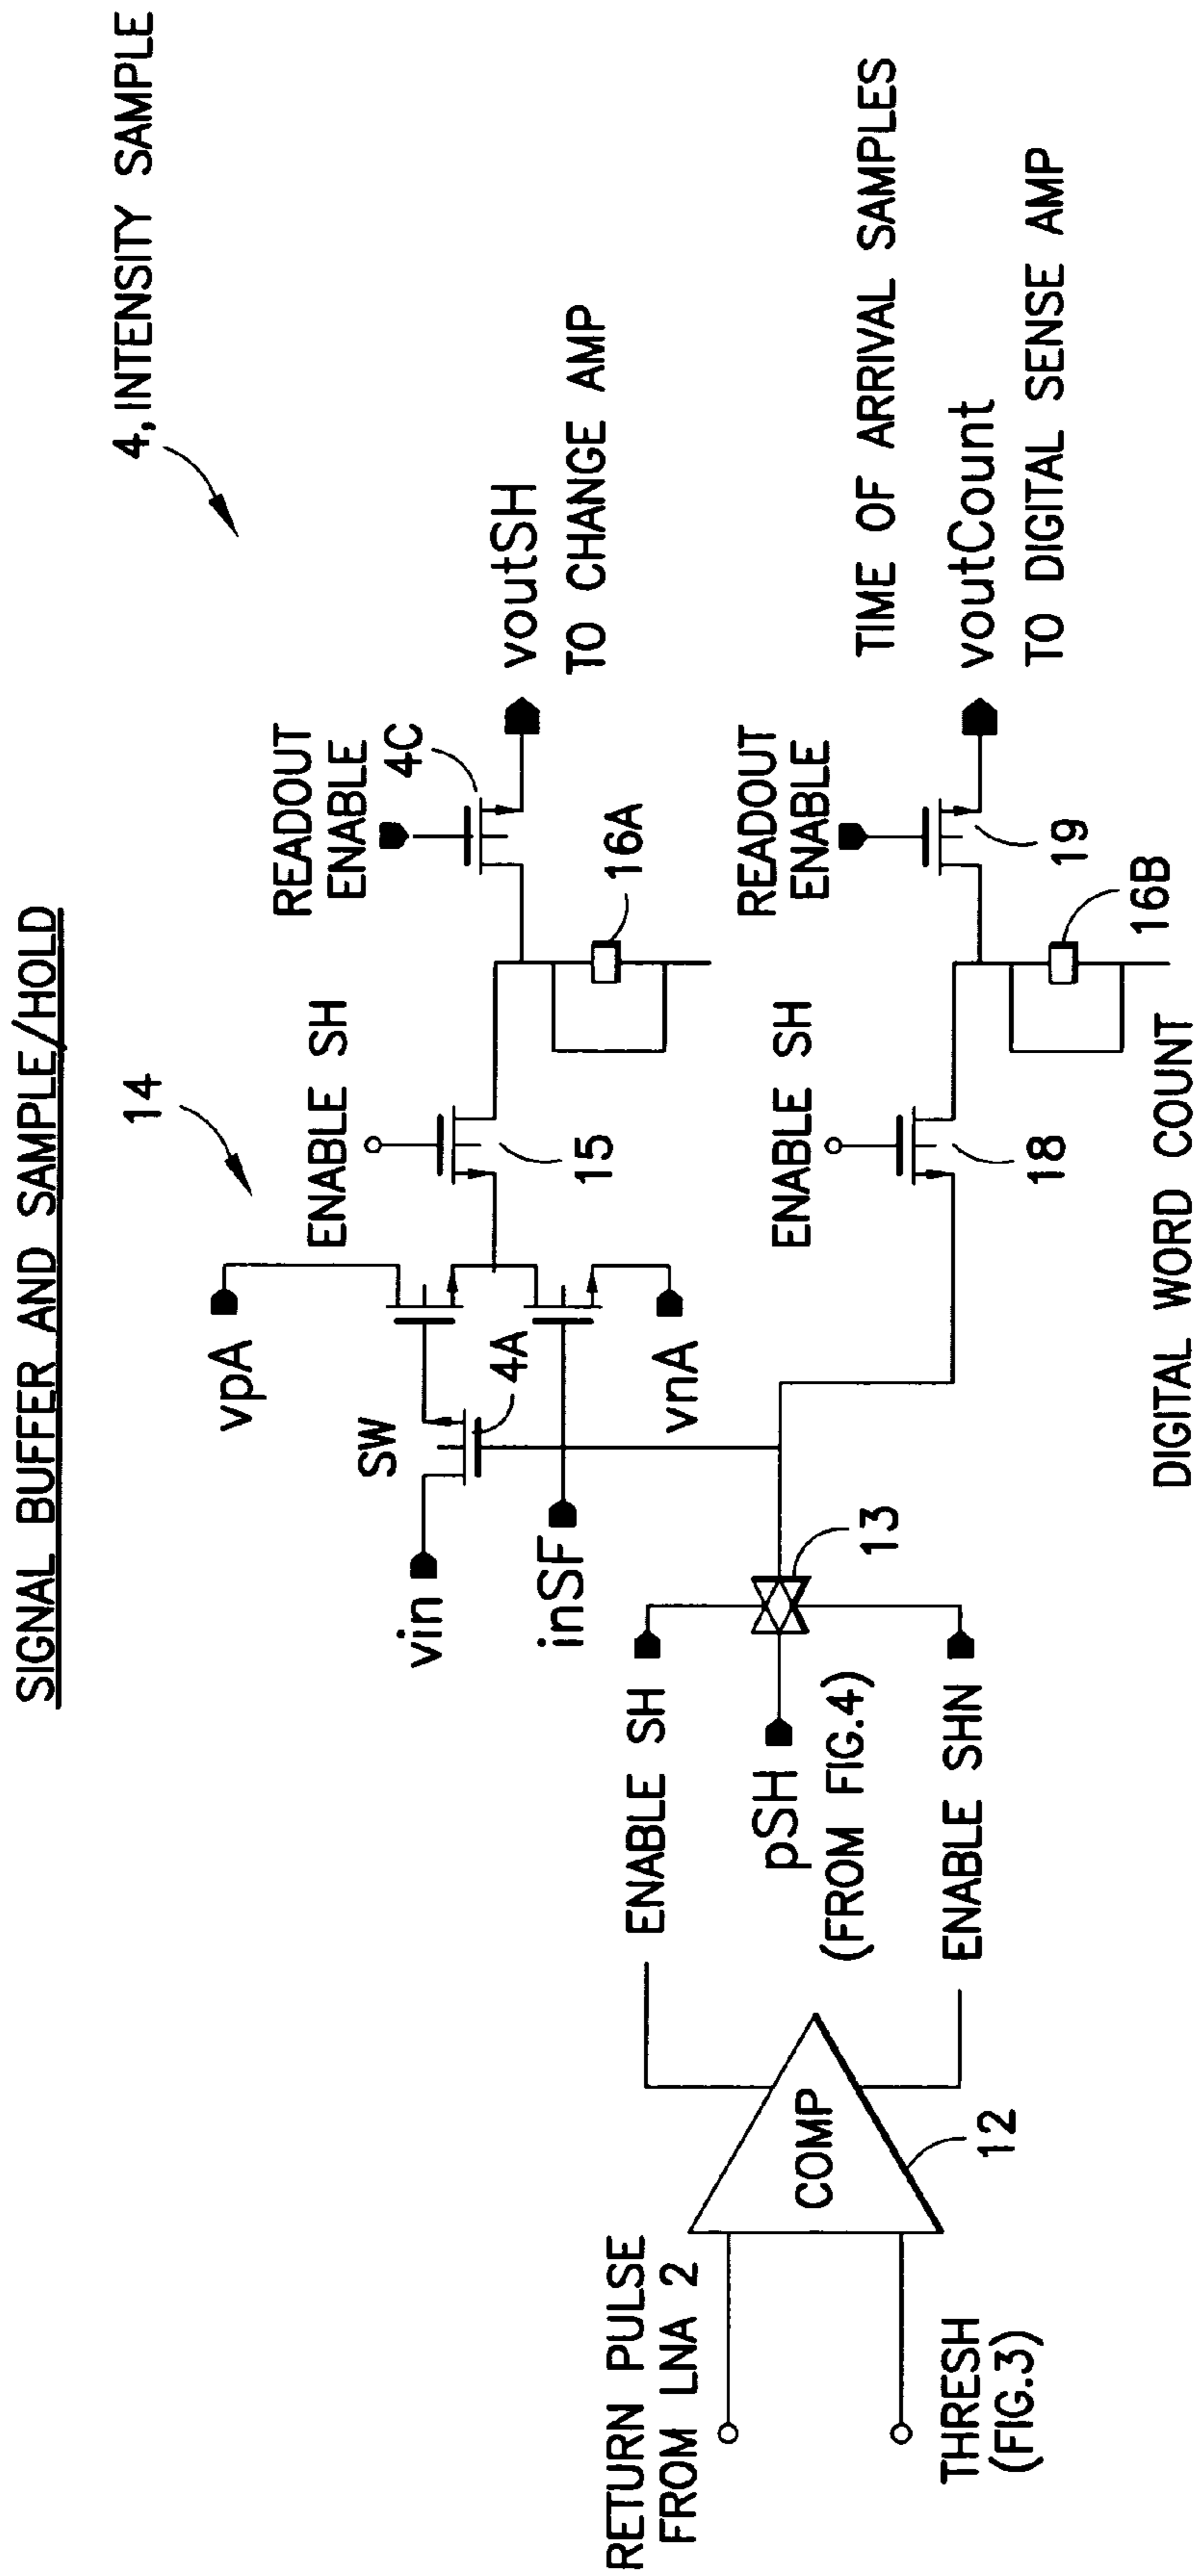 SIGNAL BUFFER AND SAMPLE/HOLD
4, INTENSITY SAMPLE
14
vpA
ENABLE SH
READOUT
ENABLE
4C
SW
vin
4A
15
16A
voutSH
TO CHANGE AMP
inSF
vnA
RETURN PULSE
FROM LNA 2
COMP
12
THRESH
(FIG.3)
ENABLE SH
pSH
(FROM FIG.4)
ENABLE SHN
13
ENABLE SH
18
READOUT
ENABLE
19
16B
TIME OF ARRIVAL SAMPLES
voutCount
TO DIGITAL SENSE AMP
DIGITAL WORD COUNT